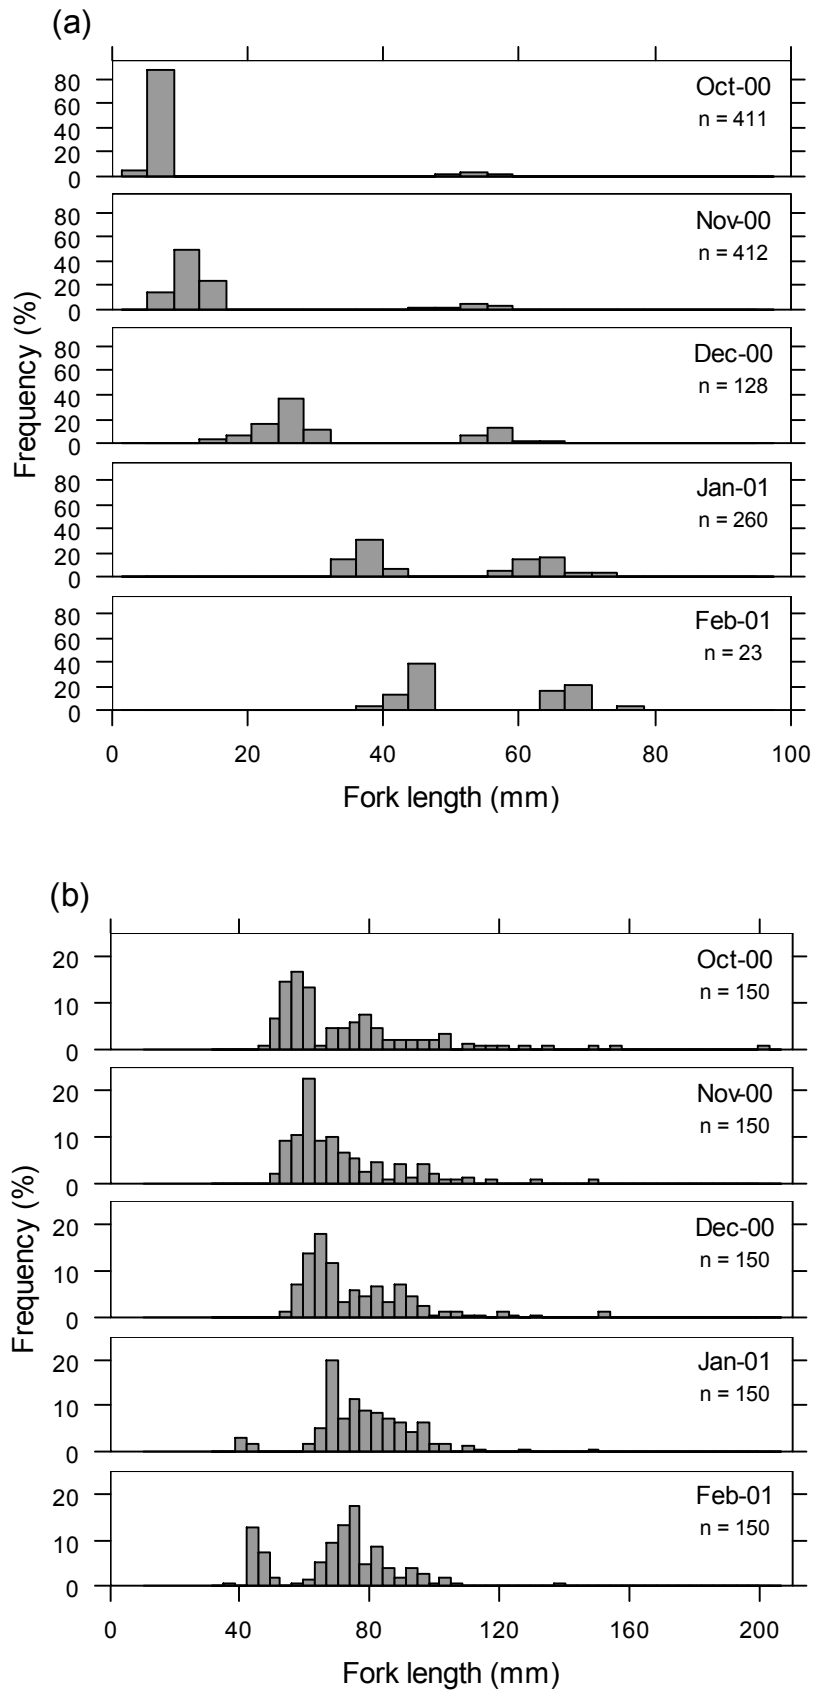 (a)
Frequency (%)
80
60
40
20
0
Oct-00
n = 411
80
60
40
20
0
Nov-00
n = 412
80
60
40
20
0
Dec-00
n = 128
80
60
40
20
0
Jan-01
n = 260
80
60
40
20
0
Feb-01
n = 23
0 20 40 60 80 100
Fork length (mm)
(b)
Frequency (%)
20
10
0
Oct-00
n = 150
20
10
0
Nov-00
n = 150
20
10
0
Dec-00
n = 150
20
10
0
Jan-01
n = 150
20
10
0
Feb-01
n = 150
0 40 80 120 160 200
Fork length (mm)